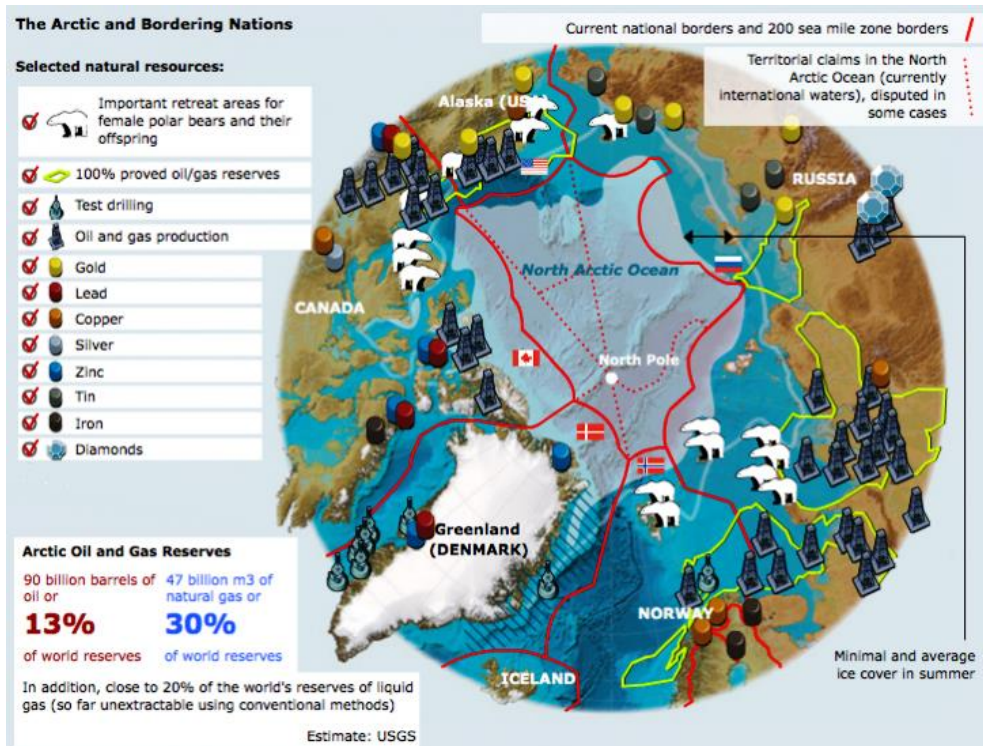 The Arctic and Bordering Nations
Current national borders and 200 sea mile zone borders
Territorial claims in the North
Arctic Ocean (currently
international waters), disputed in
some cases
Selected natural resources:
Important retreat areas for
female polar bears and their
offspring
100% proved oil/gas reserves
Test drilling
Oil and gas production
Gold
Lead
Copper
Silver
Zinc
Tin
Iron
Diamonds
Alaska (USA)
RUSSIA
North Arctic Ocean
CANADA
North Pole
Greenland
(DENMARK)
NORWAY
ICELAND
Minimal and average
ice cover in summer
Arctic Oil and Gas Reserves
90 billion barrels of
oil or
13%
of world reserves
47 billion m3 of
natural gas or
30%
of world reserves
In addition, close to 20% of the world's reserves of liquid
gas (so far unextractable using conventional methods)
Estimate: USGS